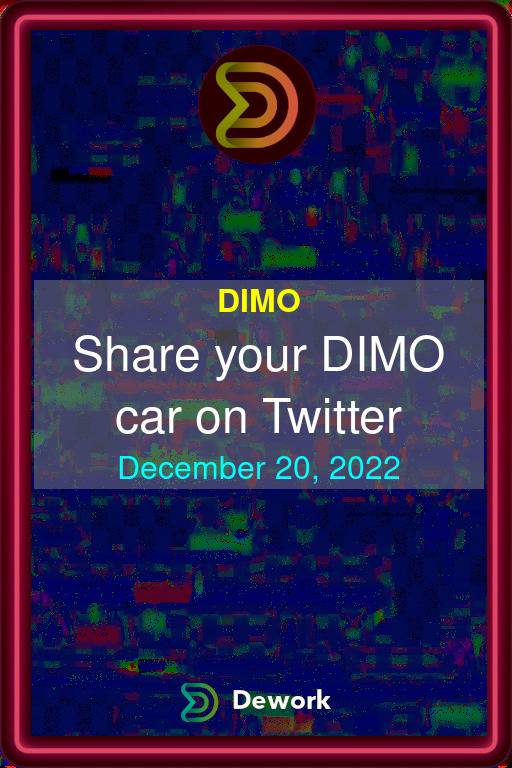 DIMO
Share your DIMO
car on Twitter
December 20, 2022
Dework